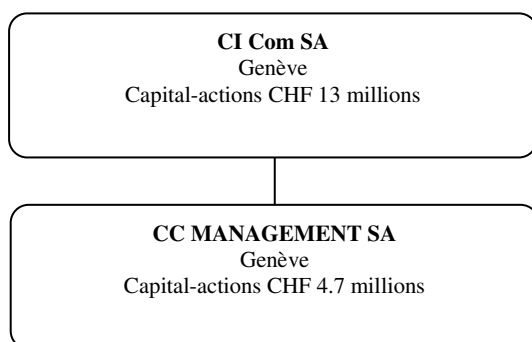 CI Com SA
Genève
Capital-actions CHF 13 millions
CC MANAGEMENT SA
Genève
Capital-actions CHF 4.7 millions